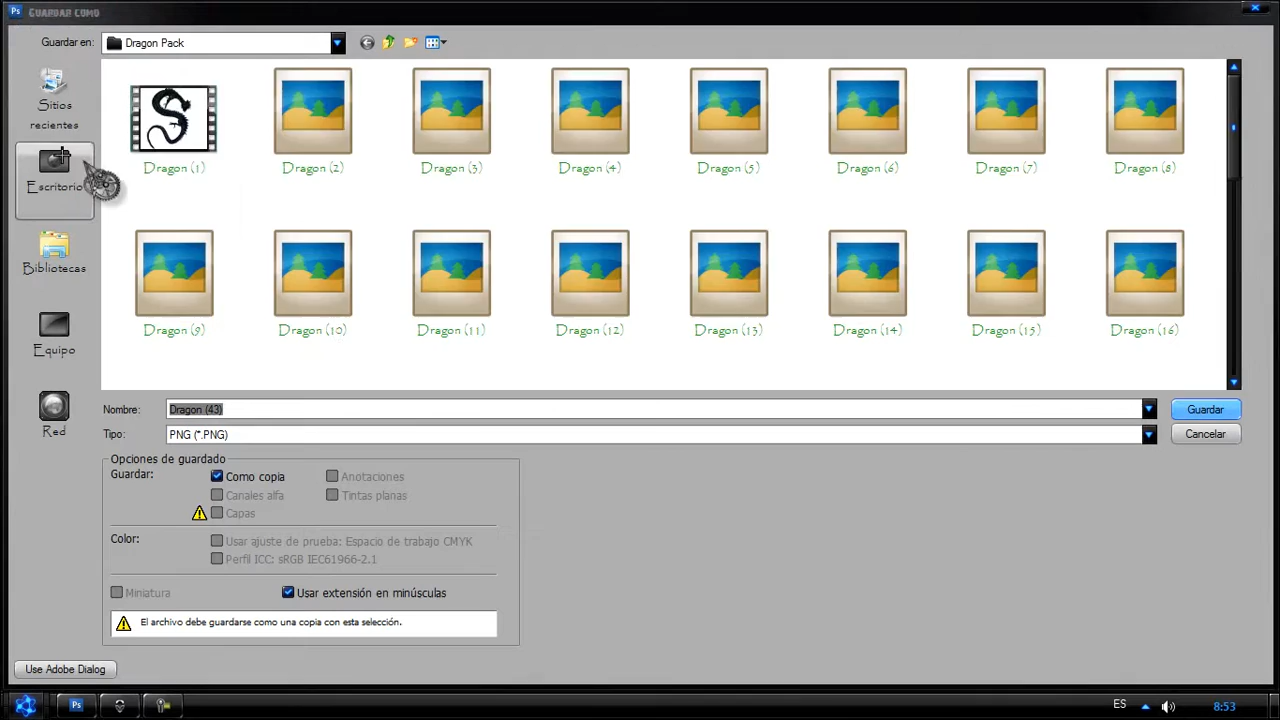 Guardar como
Guardar en:
Dragon Pack
Sitios
recientes
Escritorio
Bibliotecas
Equipo
Red
Dragon (1)
Dragon (2)
Dragon (3)
Dragon (4)
Dragon (5)
Dragon (6)
Dragon (7)
Dragon (8)
Dragon (9)
Dragon (10)
Dragon (11)
Dragon (12)
Dragon (13)
Dragon (14)
Dragon (15)
Dragon (16)
Nombre:
Dragon (43)
Guardar
Tipo:
PNG (*.PNG)
Cancelar
Opciones de guardado
Guardar:
Como copia
Anotaciones
Canales alfa
Tintas planas
Capas
Color:
Usar ajuste de prueba: Espacio de trabajo CMYK
Perfil ICC: sRGB IEC61966-2.1
Miniatura
Usar extensión en minúsculas
El archivo debe guardarse como una copia con esta selección.
Use Adobe Dialog
Ps
ES
8:53